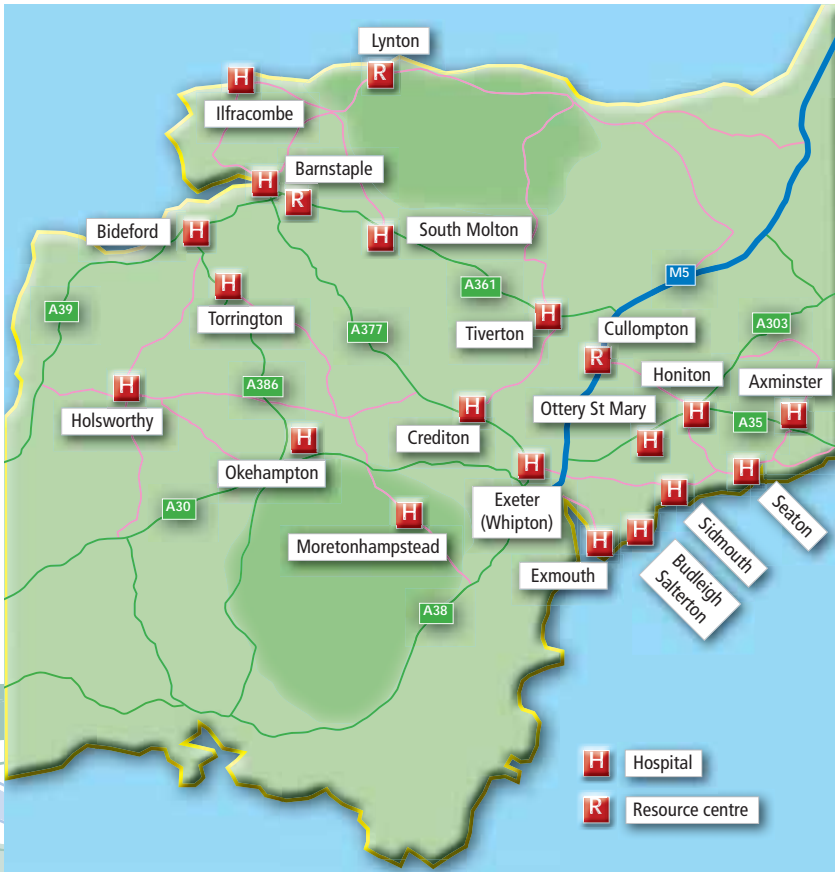 Lynton
R
H
Ilfracombe
Barnstaple
H
R
Bideford
H
H
South Molton
M5
H
Torrington
A361
A39
A377
H
Tiverton
Cullompton
A303
R
Honiton
Axminster
A386
H
Holsworthy
H
Crediton
Ottery St Mary
H
A35
H
H
H
Okehampton
H
Exeter
(Whipton)
H
Seaton
H
Sidmouth
A30
H
Moretonhampstead
H
Budleigh
Salterton
H
Exmouth
A38
H
Hospital
R
Resource centre